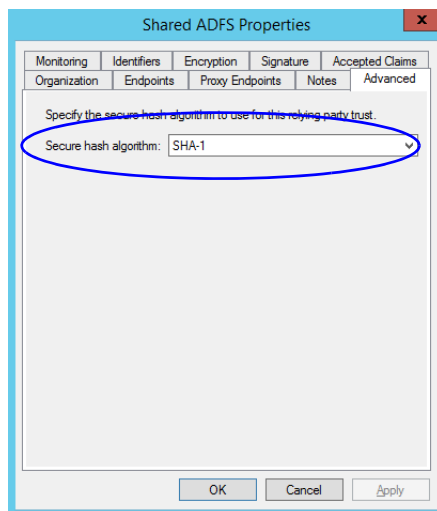 Shared ADFS Properties
x
Monitoring Identifiers Encryption Signature Accepted Claims
Organization Endpoints Proxy Endpoints Notes Advanced
Specify the secure hash algorithm to use for this relying party trust.
Secure hash algorithm: SHA-1
OK Cancel Apply